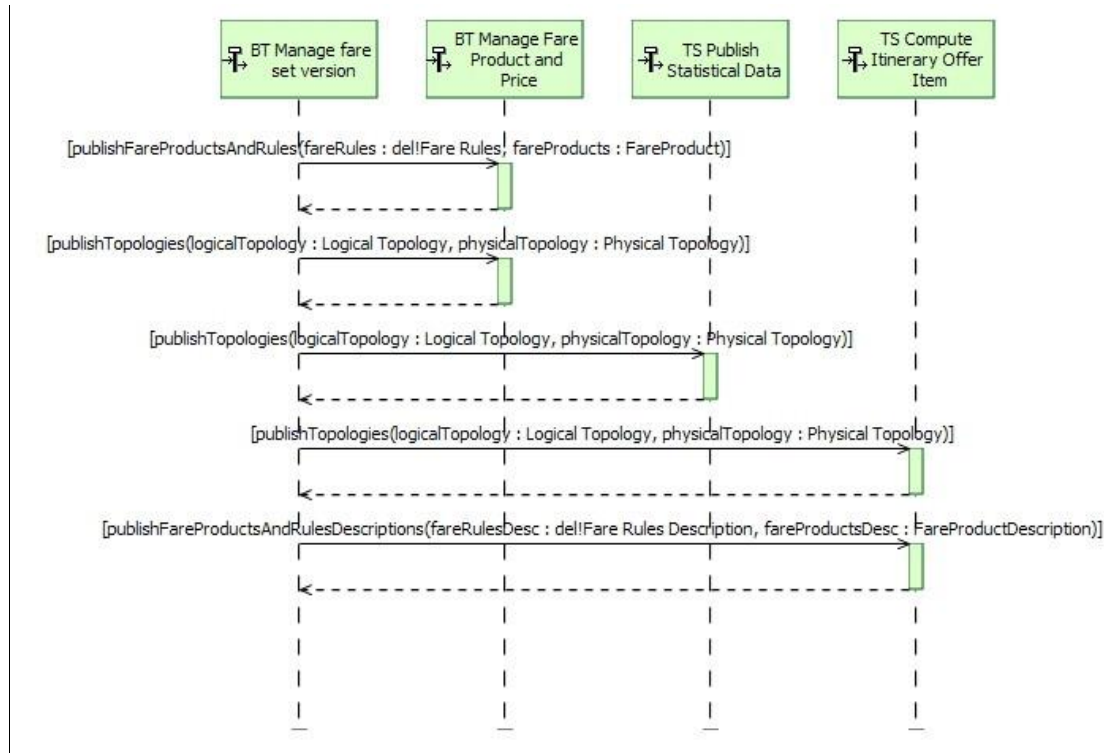 BT Manage fare
set version
BT Manage Fare
Product and
Price
TS Publish
Statistical Data
TS Compute
Itinerary Offer
Item
[publishFareProductsAndRules(fareRules : del!Fare Rules, fareProducts : FareProduct)]
[publishTopologies(logicalTopology : Logical Topology, physicalTopology : Physical Topology)]
[publishTopologies(logicalTopology : Logical Topology, physicalTopology : Physical Topology)]
[publishTopologies(logicalTopology : Logical Topology, physicalTopology : Physical Topology)]
[publishFareProductsAndRulesDescriptions(fareRulesDesc : del!Fare Rules Description, fareProductsDesc : FareProductDescription)]